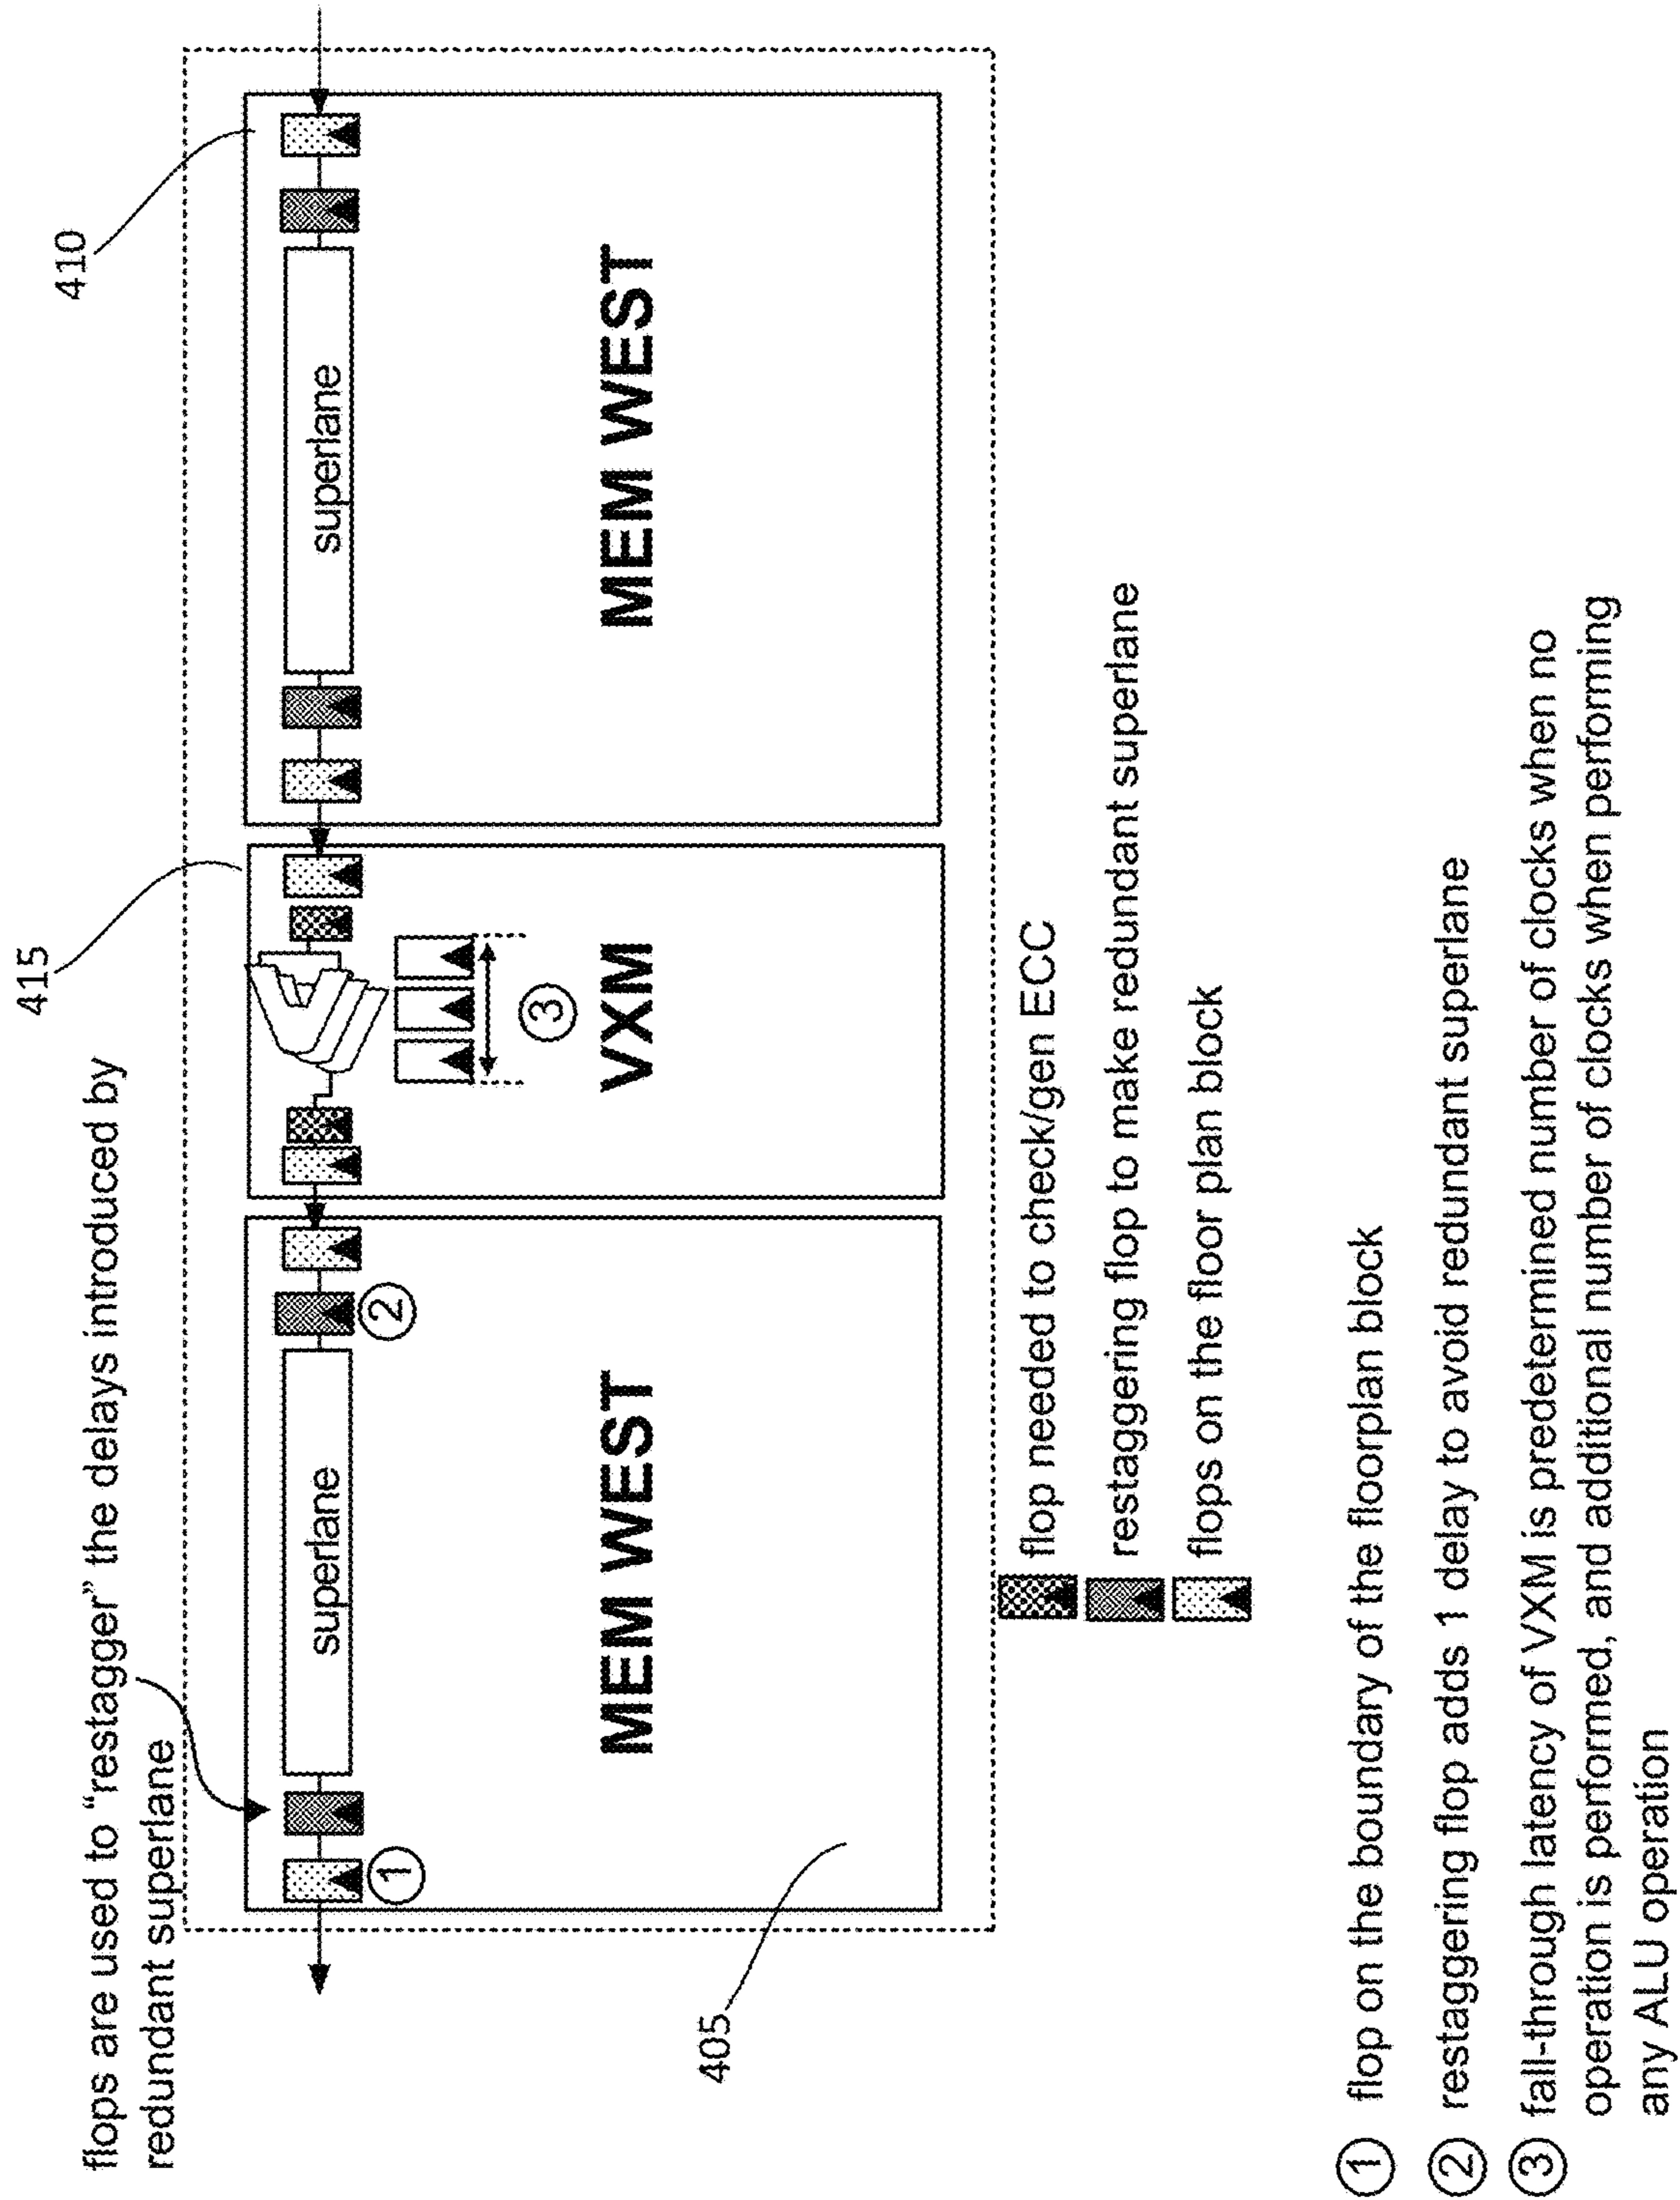 flops are used to “restagger” the delays introduced by
redundant superlane
415
410
superlane
superlane
2
1
3
MEM WEST
VXM
MEM WEST
405
flop needed to check/gen ECC
restaggering flop to make redundant superlane
flops on the floor plan block
1 flop on the boundary of the floorplan block
2 restaggering flop adds 1 delay to avoid redundant superlane
3 fall-through latency of VXM is predetermined number of clocks when no
operation is performed, and additional number of clocks when performing
any ALU operation